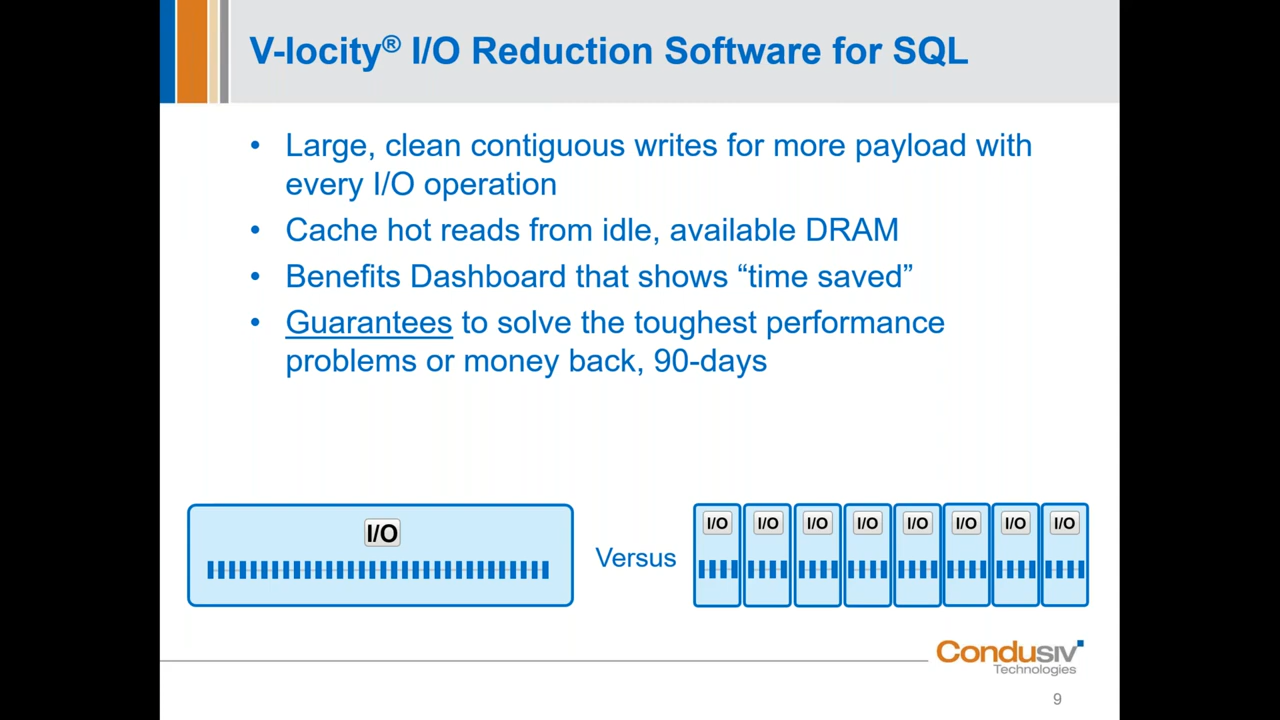 V-locity® I/O Reduction Software for SQL
• Large, clean contiguous writes for more payload with
every I/O operation
• Cache hot reads from idle, available DRAM
• Benefits Dashboard that shows “time saved”
• Guarantees to solve the toughest performance
problems or money back, 90-days
I/O
Versus
I/O I/O I/O I/O I/O I/O I/O I/O
Condusiv
Technologies
9